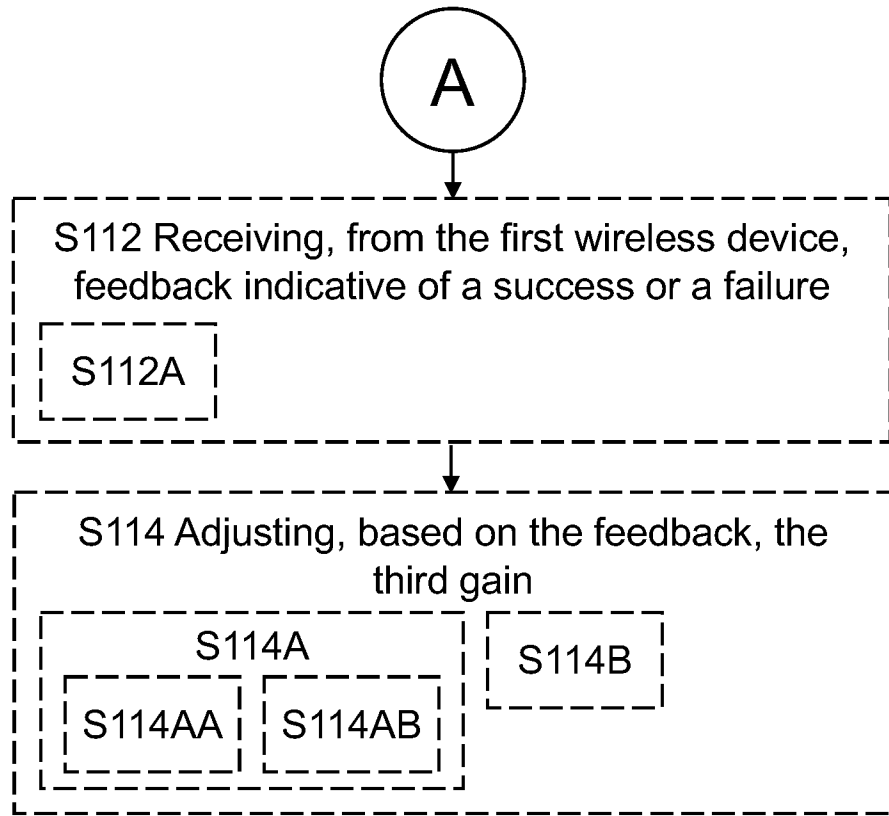 A
S112 Receiving, from the first wireless device,
feedback indicative of a success or a failure
S112A
S114 Adjusting, based on the feedback, the
third gain
S114A
S114B
S114AA
S114AB